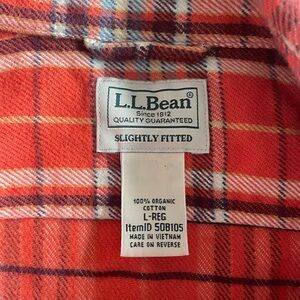 L.L.Bean®
Since 1912
QUALITY GUARANTEED
SLIGHTLY FITTED
100% ORGANIC
COTTON
L-REG
ItemID 508105
MADE IN VIETNAM
CARE ON REVERSE